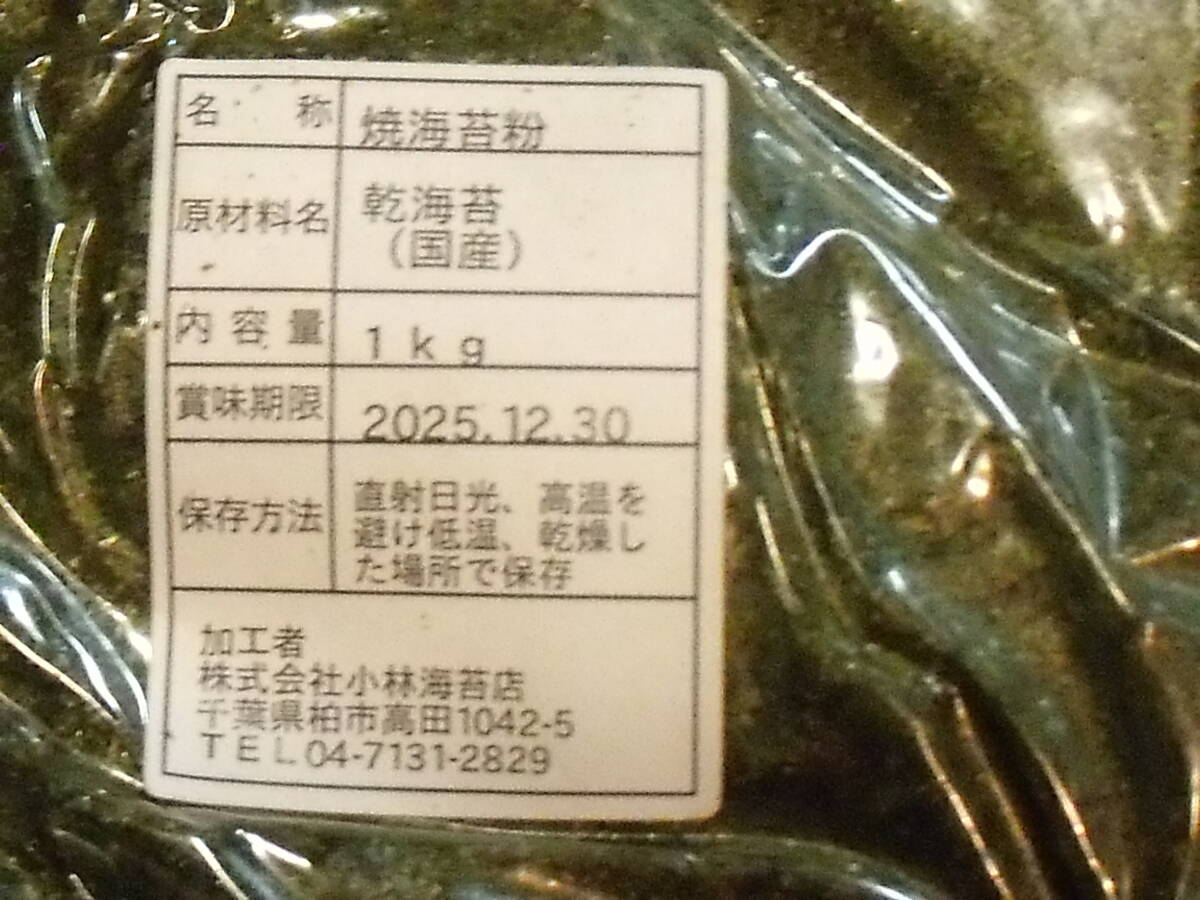 名称 焼海苔粉
原材料名 乾海苔
(国産)
内容量 1kg
賞味期限 2025.12.30
保存方法 直射日光、高温を
避け低温、乾燥し
た場所で保存
加工者
株式会社小林海苔店
千葉県柏市高田1042-5
TEL04-7131-2829